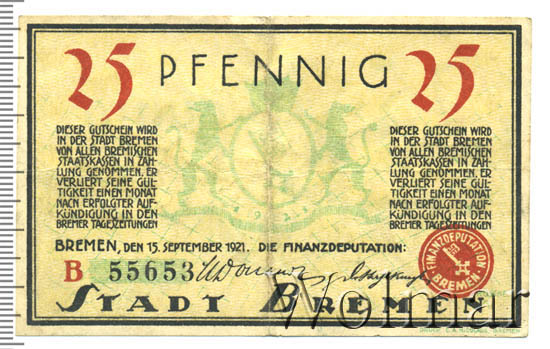 25 PFENNIG 25
DIESER GUTSCHEIN WIRD
IN DER STADT BREMEN
VON ALLEN BREMISCHEN
STAATSKASSEN IN ZAH-
LUNG GENOMMEN. ER
VERLIERT SEINE GÜL-
TIGKEIT EINEN MONAT
NACH ERFOLGTER AUF-
KÜNDIGUNG IN DEN
BREMER TAGESZEITUNGEN
DIESER GUTSCHEIN WIRD
IN DER STADT BREMEN
VON ALLEN BREMISCHEN
STAATSKASSEN IN ZAH-
LUNG GENOMMEN. ER
VERLIERT SEINE GÜL-
TIGKEIT EINEN MONAT
NACH ERFOLGTER AUF-
KÜNDIGUNG IN DEN
BREMER TAGESZEITUNGEN
1921
BREMEN, DEN 15. SEPTEMBER 1921. DIE FINANZDEPUTATION:
B 55653
FINANZDEPUTATION
BREMEN
STADT BREMEN
Wolmar